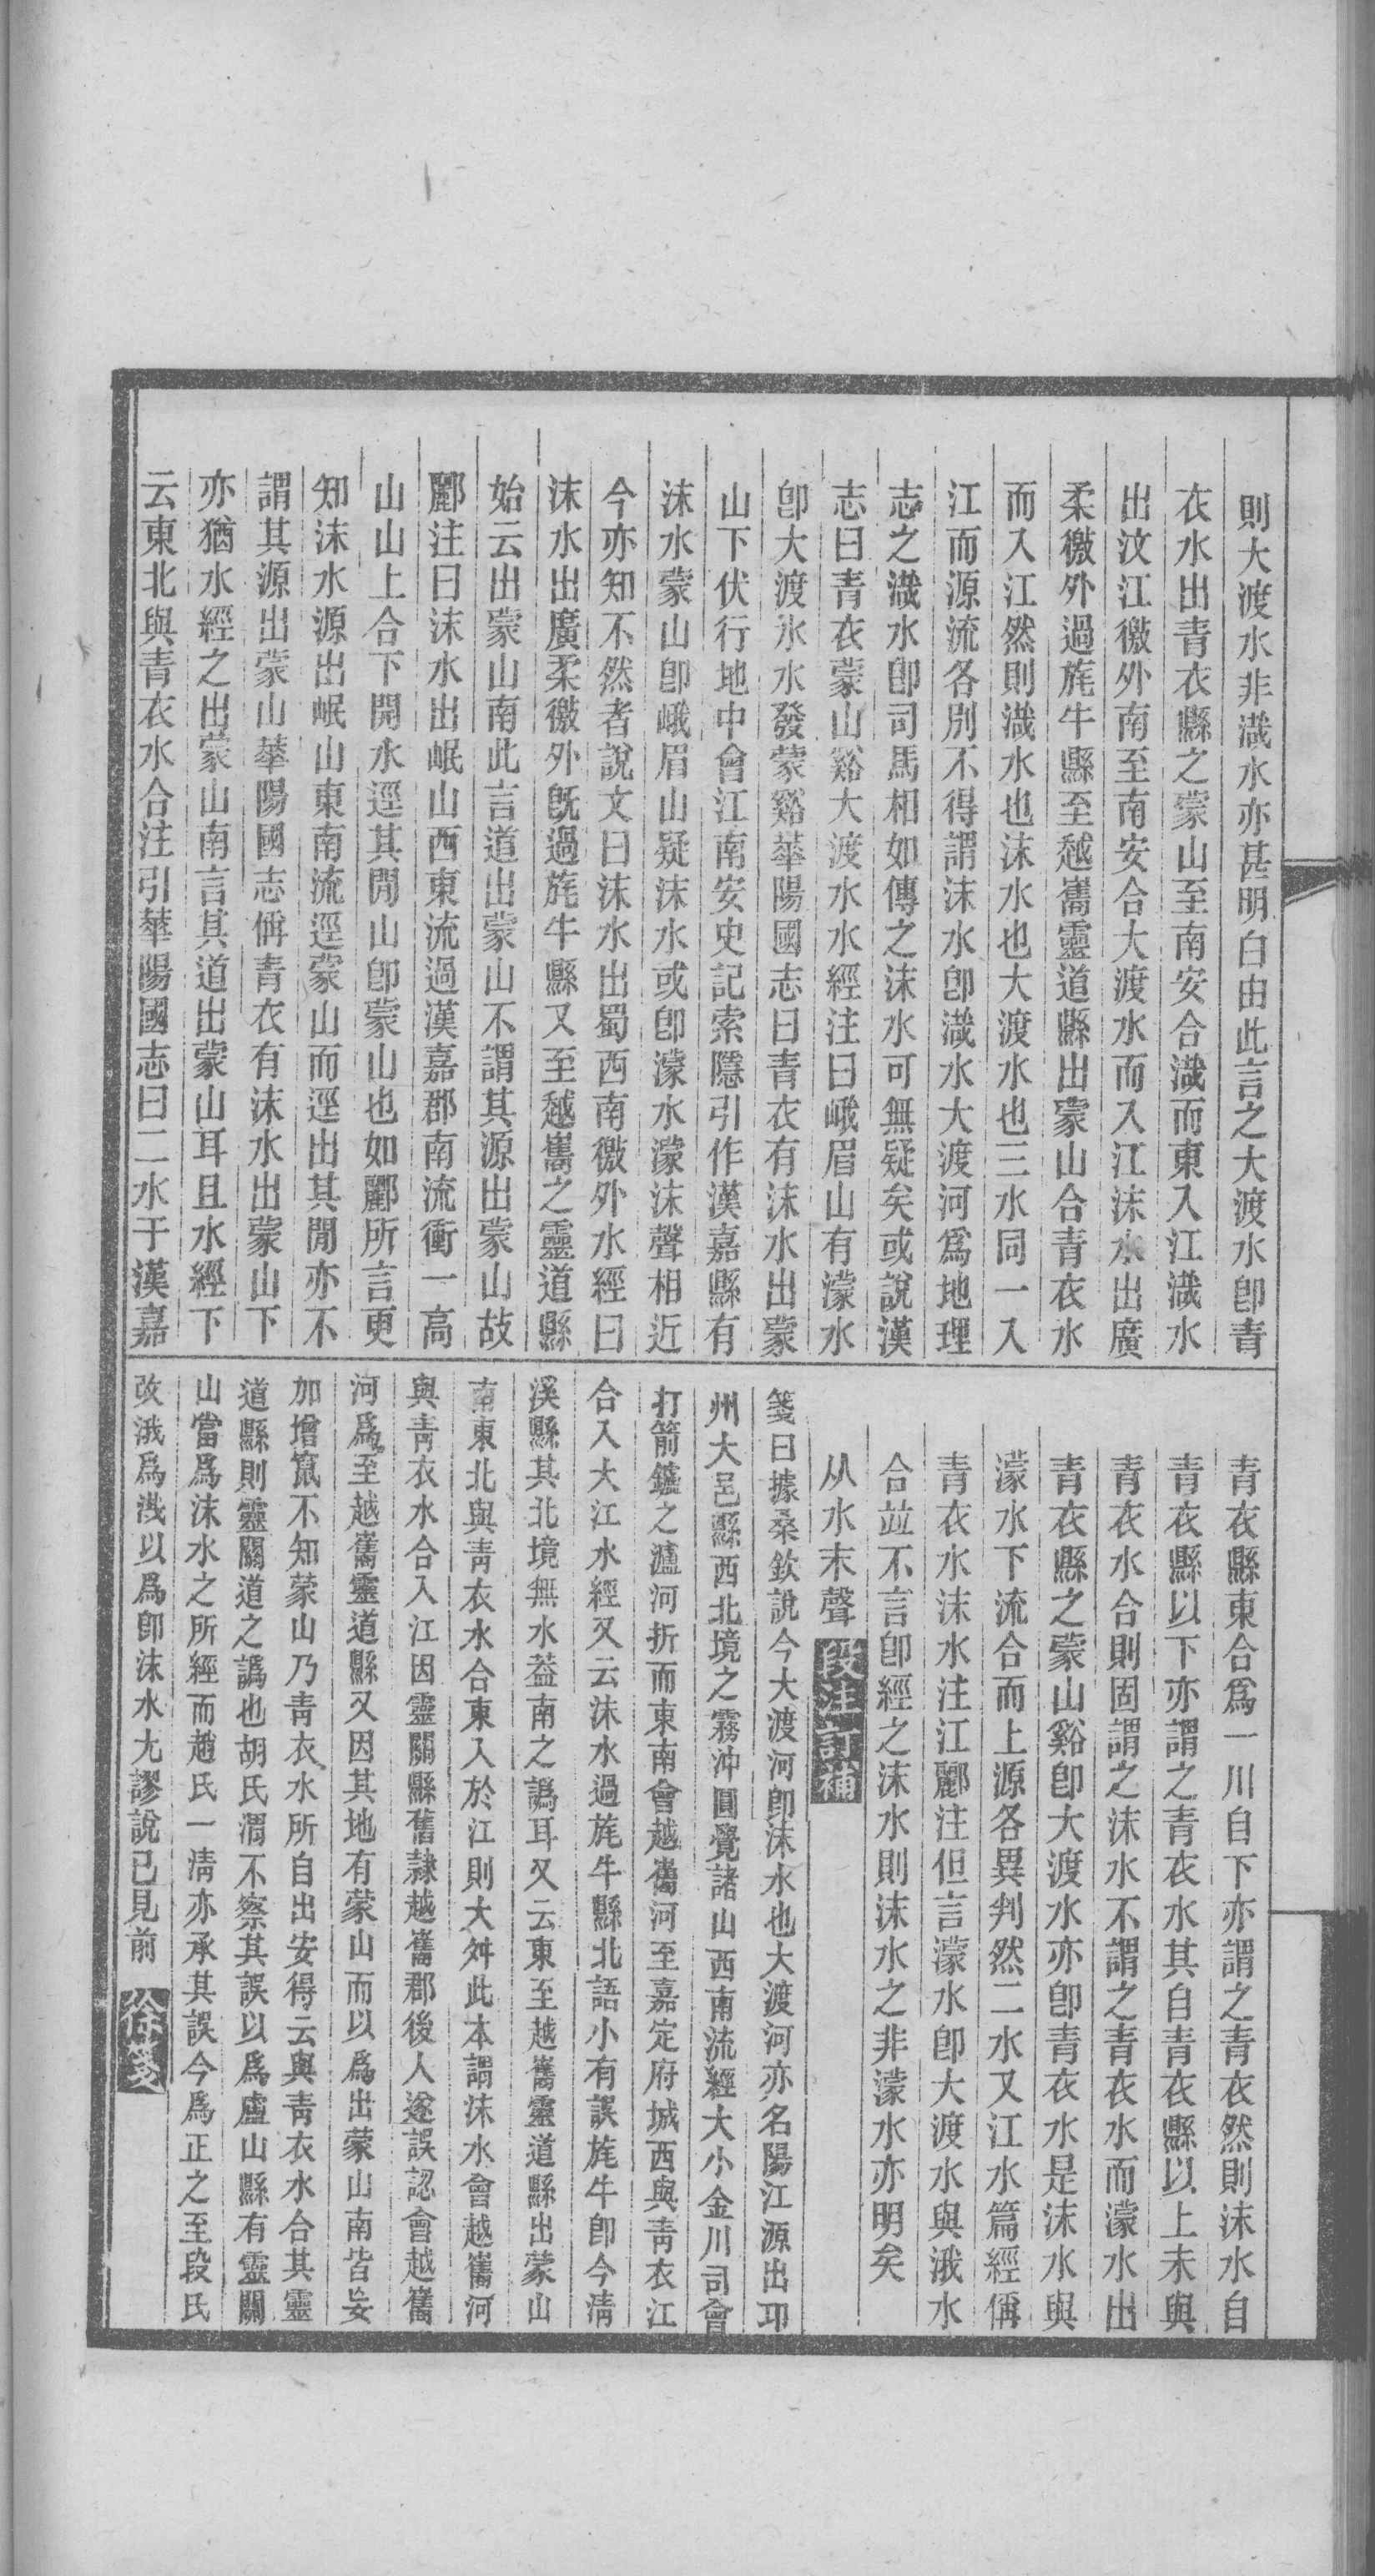 則大渡水非渽水亦甚明白由此言之大渡水卽青
衣水出青衣縣之蒙山至南安合渽而東入江渽水
出汶江徼外南至南安合大渡水而入江沫水出廣
柔徼外過旄牛縣至越嶲靈道縣出蒙山合青衣水
而入江然則渽水也沫水也大渡水也三水同一入
江而源流各別不得謂沫水卽渽水大渡河爲地理
志之渽水卽司馬相如傳之沫水可無疑矣或說漢
志曰青衣蒙山谿大渡水水經注曰峨眉山有濛水
卽大渡水水發蒙谿華陽國志曰青衣有沫水出蒙
山下伏行地中會江南安史記索隱引作漢嘉縣有
沫水蒙山卽峨眉山疑沫水或卽濛水濛沫聲相近
今亦知不然者說文曰沫水出蜀西南徼外水經曰
沫水出廣柔徼外旣過旄牛縣又至越嶲之靈道縣
始云出蒙山南此言道出蒙山不謂其源出蒙山故
酈注曰沫水出岷山西東流過漢嘉郡南流衝一高
山山上合下開水逕其閒山卽蒙山也如酈所言更
知沫水源出岷山東南流逕蒙山而逕出其閒亦不
謂其源出蒙山華陽國志偁青衣有沫水出蒙山下
亦猶水經之出蒙山南言其道出蒙山耳且水經下
云東北與青衣水合注引華陽國志曰二水于漢嘉
青衣縣東合爲一川自下亦謂之青衣然則沫水自
青衣縣以下亦謂之青衣水其自青衣縣以上未與
青衣水合則固謂之沫水不謂之青衣水而濛水出
青衣縣之蒙山谿卽大渡水亦卽青衣水是沫水與
濛水下流合而上源各異判然二水又江水篇經偁
青衣水沫水注江酈注但言濛水卽大渡水與涐水
合並不言卽經之沫水則沫水之非濛水亦明矣
从水末聲 段注訂補
箋曰據桑欽說今大渡河卽沫水也大渡河亦名陽江源出邛
州大邑縣西北境之霧沖圓覺諸山西南流經大小金川司會
打箭鑪之瀘河折而東南會越嶲河至嘉定府城西與青衣江
合入大江水經又云沫水過旄牛縣北語小有誤旄牛卽今清
溪縣其北境無水葢南之譌耳又云東至越嶲靈道縣出蒙山
南東北與青衣水合東入於江則大舛此本謂沫水會越嶲河
與青衣水合入江因靈關縣舊隸越嶲郡後人遂誤認會越嶲
河爲至越嶲靈道縣又因其地有蒙山而以爲出蒙山南皆妄
加增竄不知蒙山乃青衣水所自出安得云與青衣水合其靈
道縣則靈關道之譌也胡氏渭不察其誤以爲盧山縣有靈關
山當爲沫水之所經而趙氏一清亦承其誤今爲正之至段氏
改涐爲渽以爲卽沫水尢謬說已見前 徐箋